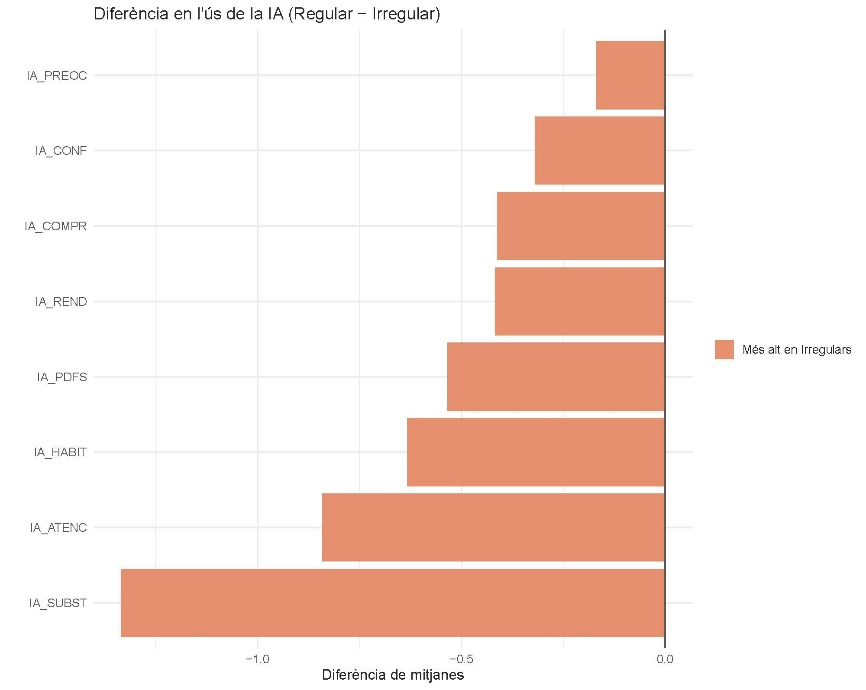 Diferència en l'ús de la IA (Regular − Irregular)
IA_PREOC
IA_CONF
IA_COMPR
IA_REND
IA_PDFS
IA_HABIT
IA_ATENC
IA_SUBST
Més alt en Irregulars
−1.0
−0.5
0.0
Diferència de mitjanes